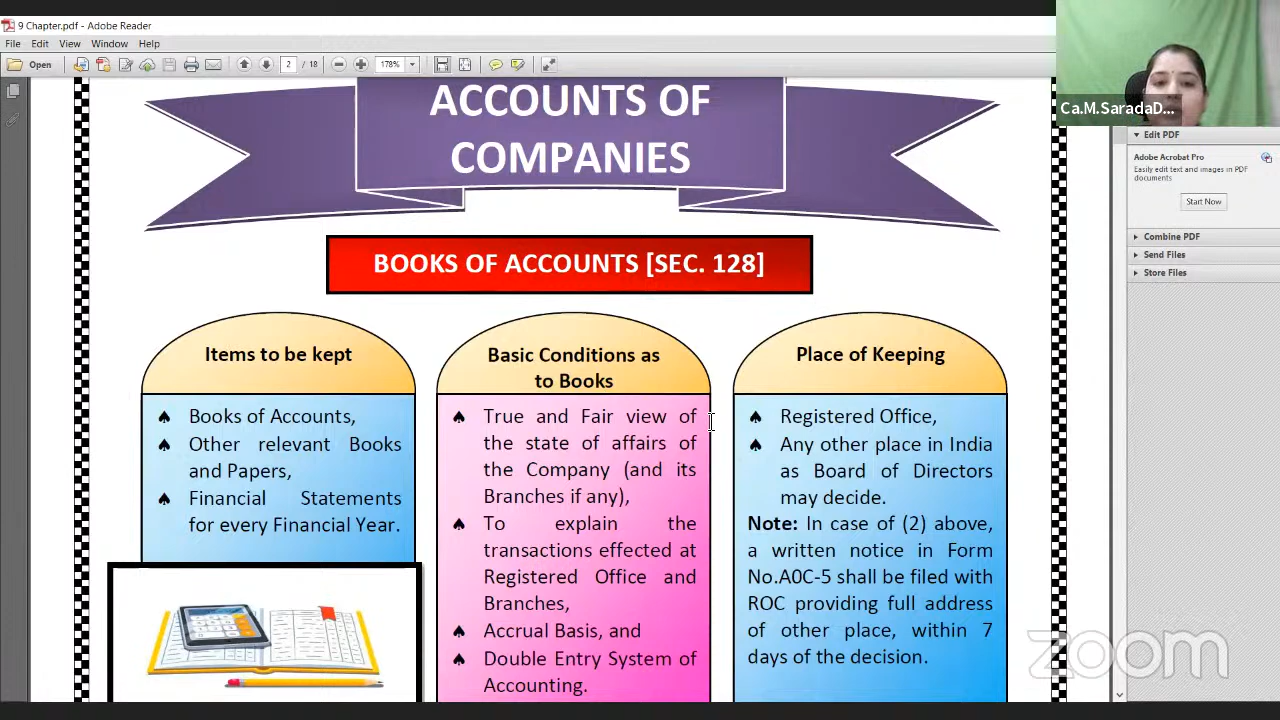 9 Chapter.pdf - Adobe Reader
File Edit View Window Help
Open 2 / 18 178%
Ca.M.SaradaD...
ACCOUNTS OF
COMPANIES
BOOKS OF ACCOUNTS [SEC. 128]
Items to be kept
Books of Accounts,
Other relevant Books
and Papers,
Financial Statements
for every Financial Year.
Basic Conditions as
to Books
True and Fair view of
the state of affairs of
the Company (and its
Branches if any),
To explain the
transactions effected at
Registered Office and
Branches,
Accrual Basis, and
Double Entry System of
Accounting.
Place of Keeping
Registered Office,
Any other place in India
as Board of Directors
may decide.
Note: In case of (2) above,
a written notice in Form
No.A0C-5 shall be filed with
ROC providing full address
of other place, within 7
days of the decision.
Edit PDF
Adobe Acrobat Pro
Easily edit text and images in PDF
documents
Start Now
Combine PDF
Send Files
Store Files
zoom